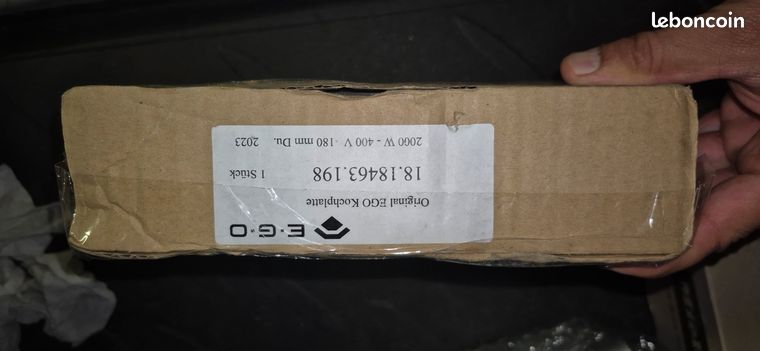 leboncoin
E·G·O
Original EGO Kochplatte
18.18463.198 1 Stück
2000 W - 400 V - 180 mm Du. 2023